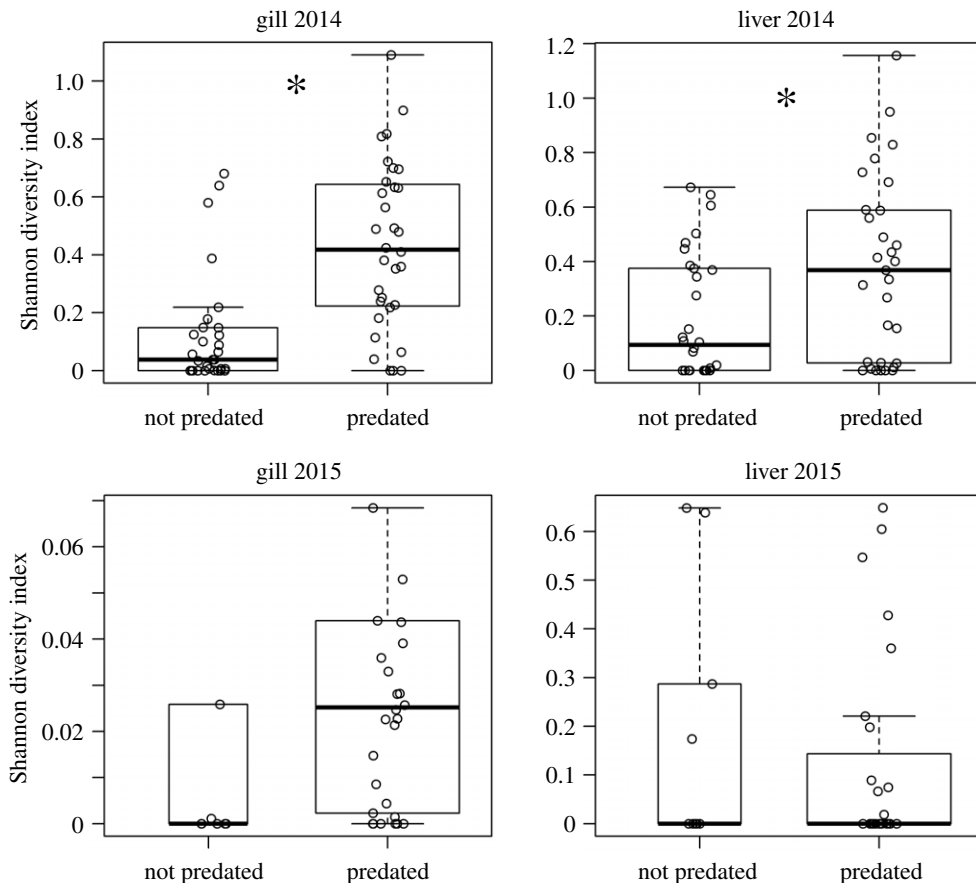 gill 2014
liver 2014
Shannon diversity index
1.0
0.8
0.6
0.4
0.2
0
*
not predated
predated
1.2
1.0
0.8
0.6
0.4
0.2
0
*
not predated
predated
gill 2015
liver 2015
Shannon diversity index
0.06
0.04
0.02
0
not predated
predated
0.6
0.5
0.4
0.3
0.2
0.1
0
not predated
predated